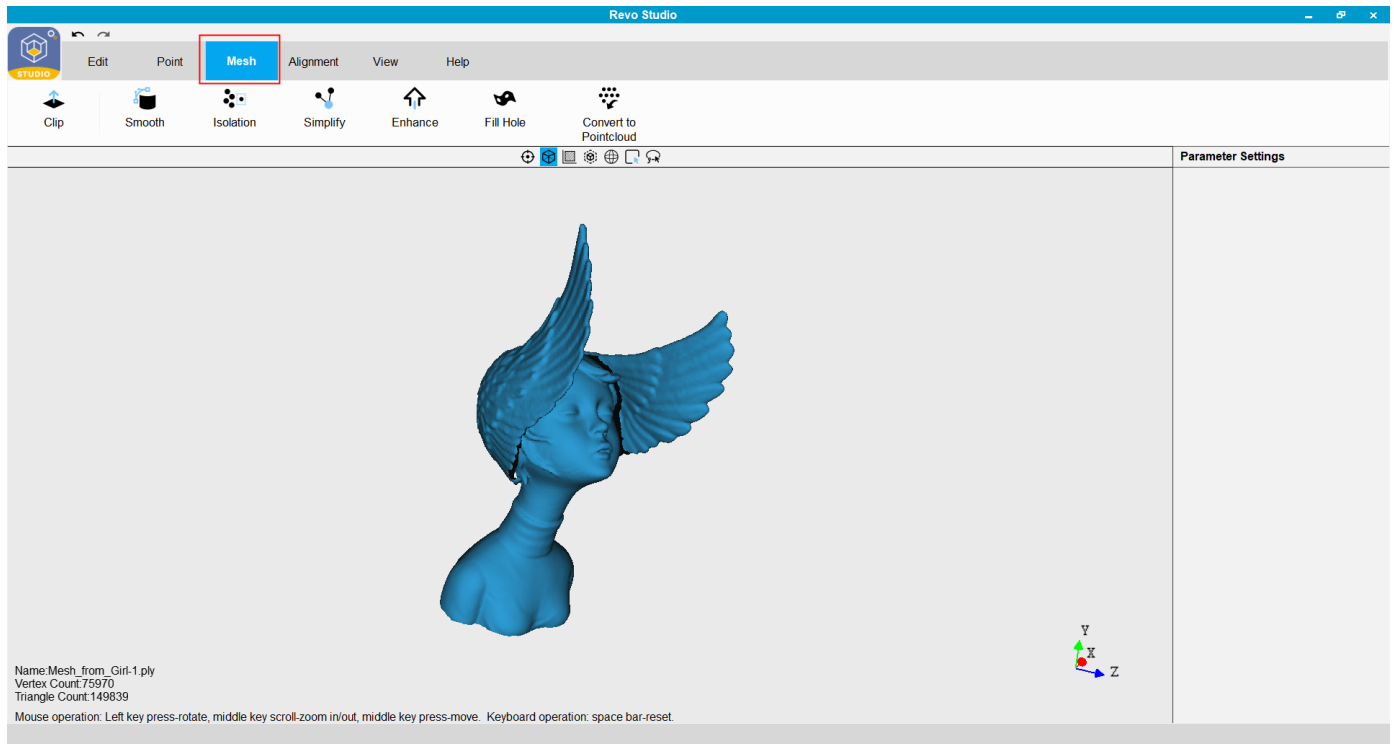 Revo Studio
STUDIO
Edit Point Mesh Alignment View Help
Clip Smooth Isolation Simplify Enhance Fill Hole Convert to
Pointcloud
Parameter Settings
Y
X
Z
Name:Mesh_from_Girl-1.ply
Vertex Count:75970
Triangle Count:149839
Mouse operation: Left key press-rotate, middle key scroll-zoom in/out, middle key press-move. Keyboard operation: space bar-reset.